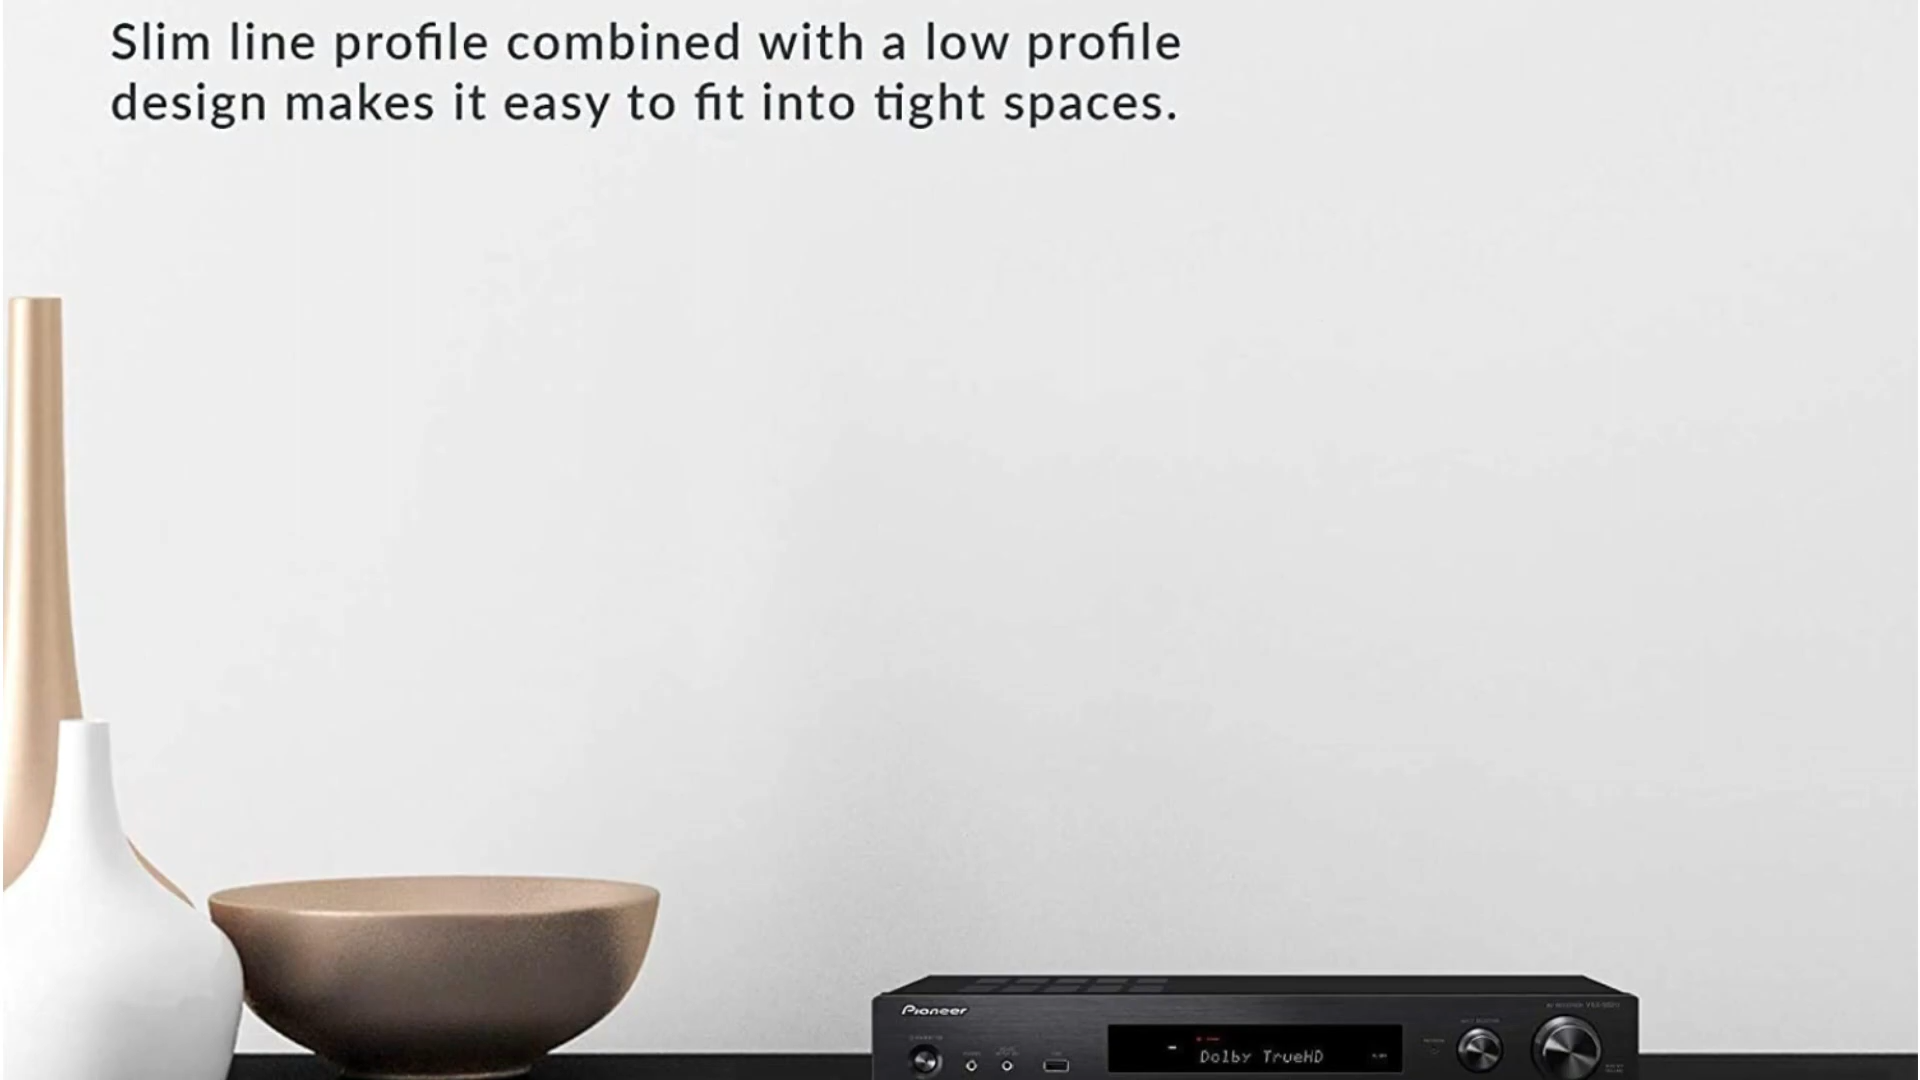 Slim line profile combined with a low profile
design makes it easy to fit into tight spaces.
Pioneer
Dolby TrueHD